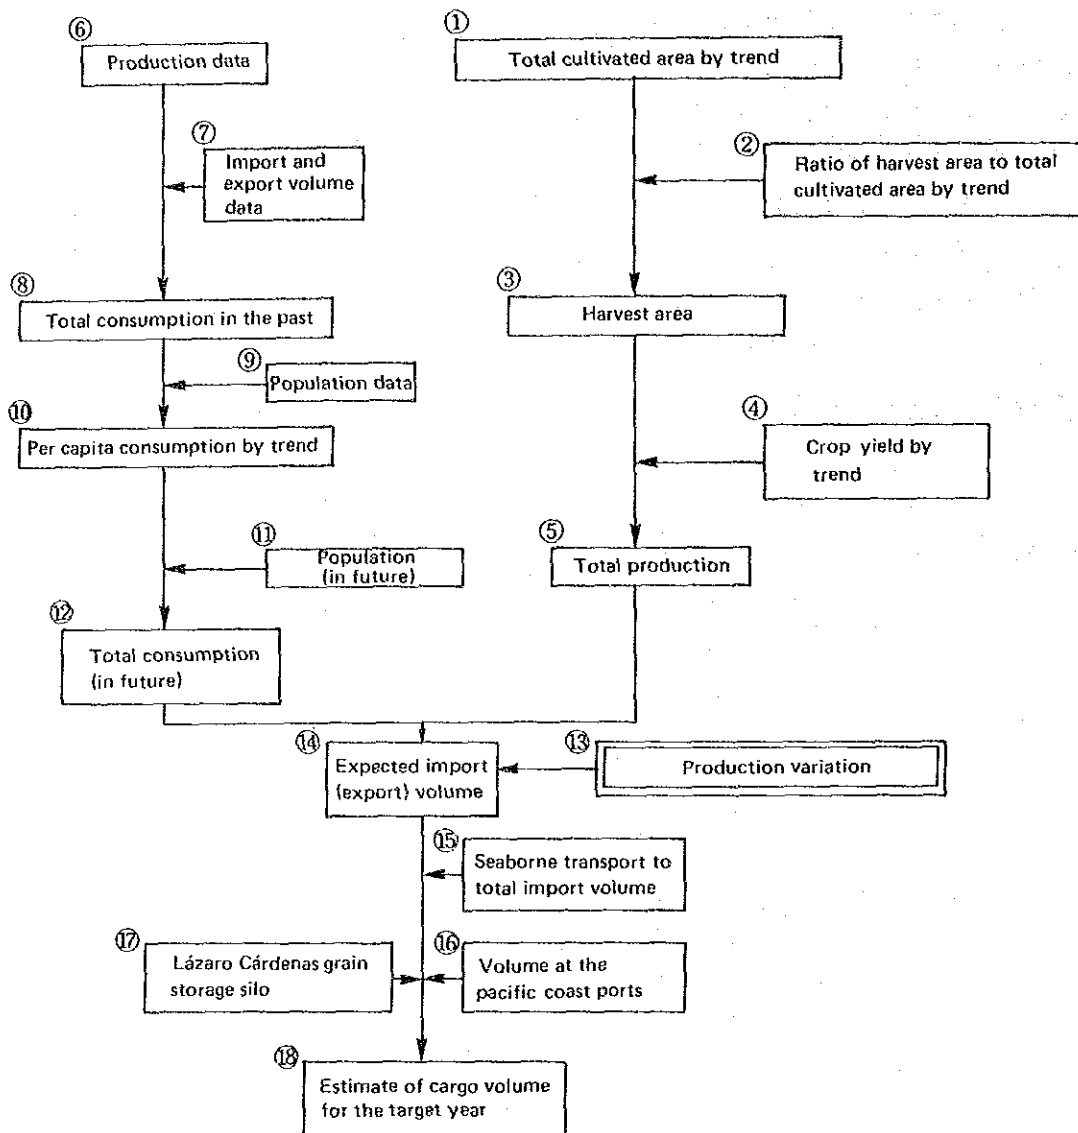 ⑥
Production data
①
Total cultivated area by trend
⑦
Import and
export volume
data
②
Ratio of harvest area to total
cultivated area by trend
⑧
Total consumption in the past
③
Harvest area
⑨
Population data
⑩
Per capita consumption by trend
④
Crop yield by
trend
⑪
Population
(in future)
⑤
Total production
⑫
Total consumption
(in future)
⑭
Expected import
(export) volume
⑬
Production variation
⑮
Seaborne transport to
total import volume
⑰
Lázaro Cárdenas grain
storage silo
⑯
Volume at the
pacific coast ports
⑱
Estimate of cargo volume
for the target year